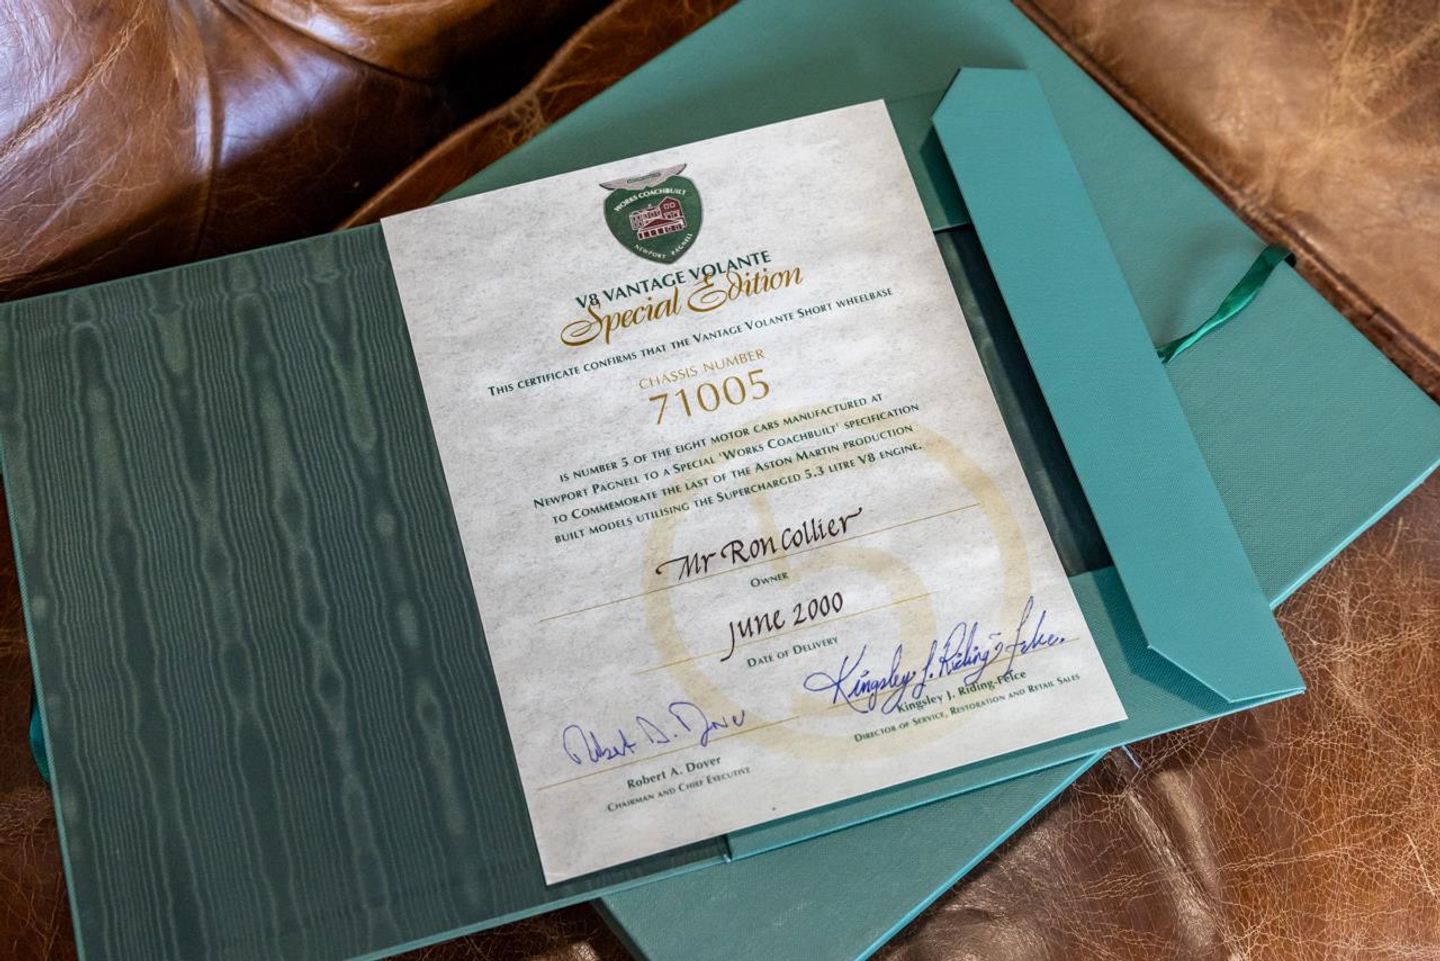 WORKS COACHBUILT
NEWPORT PAGNELL
V8 VANTAGE VOLANTE
Special Edition
THIS CERTIFICATE CONFIRMS THAT THE VANTAGE VOLANTE SHORT WHEELBASE
CHASSIS NUMBER
71005
IS NUMBER 5 OF THE EIGHT MOTOR CARS MANUFACTURED AT
NEWPORT PAGNELL TO A SPECIAL 'WORKS COACHBUILT' SPECIFICATION
TO COMMEMORATE THE LAST OF THE ASTON MARTIN PRODUCTION
BUILT MODELS UTILISING THE SUPERCHARGED 5.3 LITRE V8 ENGINE.
5
Mr Ron Collier
OWNER
June 2000
DATE OF DELIVERY
Kingsley J. Riding-Felce
Kingsley J. Riding-Felce
DIRECTOR OF SERVICE, RESTORATION AND RETAIL SALES
Robert A. Dover
Robert A. Dover
CHAIRMAN AND CHIEF EXECUTIVE